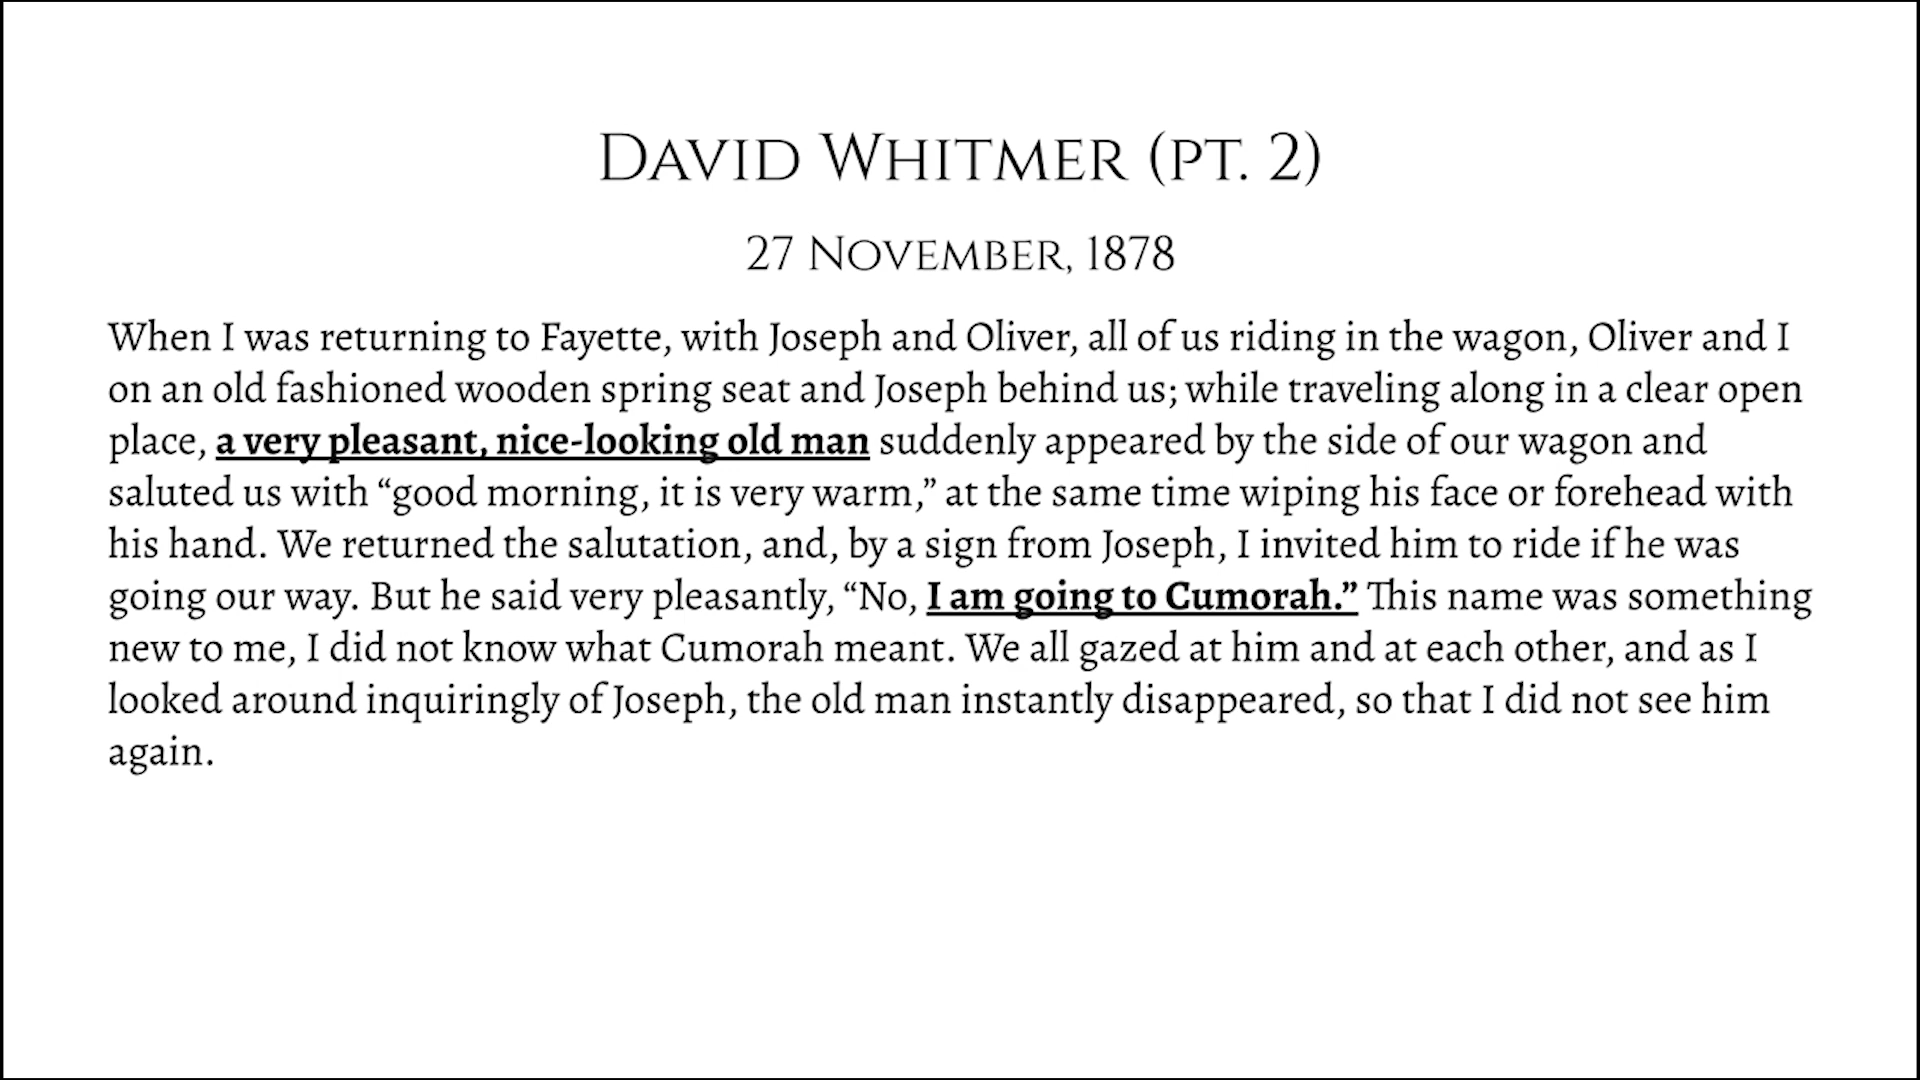 David Whitmer (pt. 2)
27 November, 1878
When I was returning to Fayette, with Joseph and Oliver, all of us riding in the wagon, Oliver and I
on an old fashioned wooden spring seat and Joseph behind us; while traveling along in a clear open
place, a very pleasant, nice-looking old man suddenly appeared by the side of our wagon and
saluted us with “good morning, it is very warm,” at the same time wiping his face or forehead with
his hand. We returned the salutation, and, by a sign from Joseph, I invited him to ride if he was
going our way. But he said very pleasantly, “No, I am going to Cumorah.” This name was something
new to me, I did not know what Cumorah meant. We all gazed at him and at each other, and as I
looked around inquiringly of Joseph, the old man instantly disappeared, so that I did not see him
again.